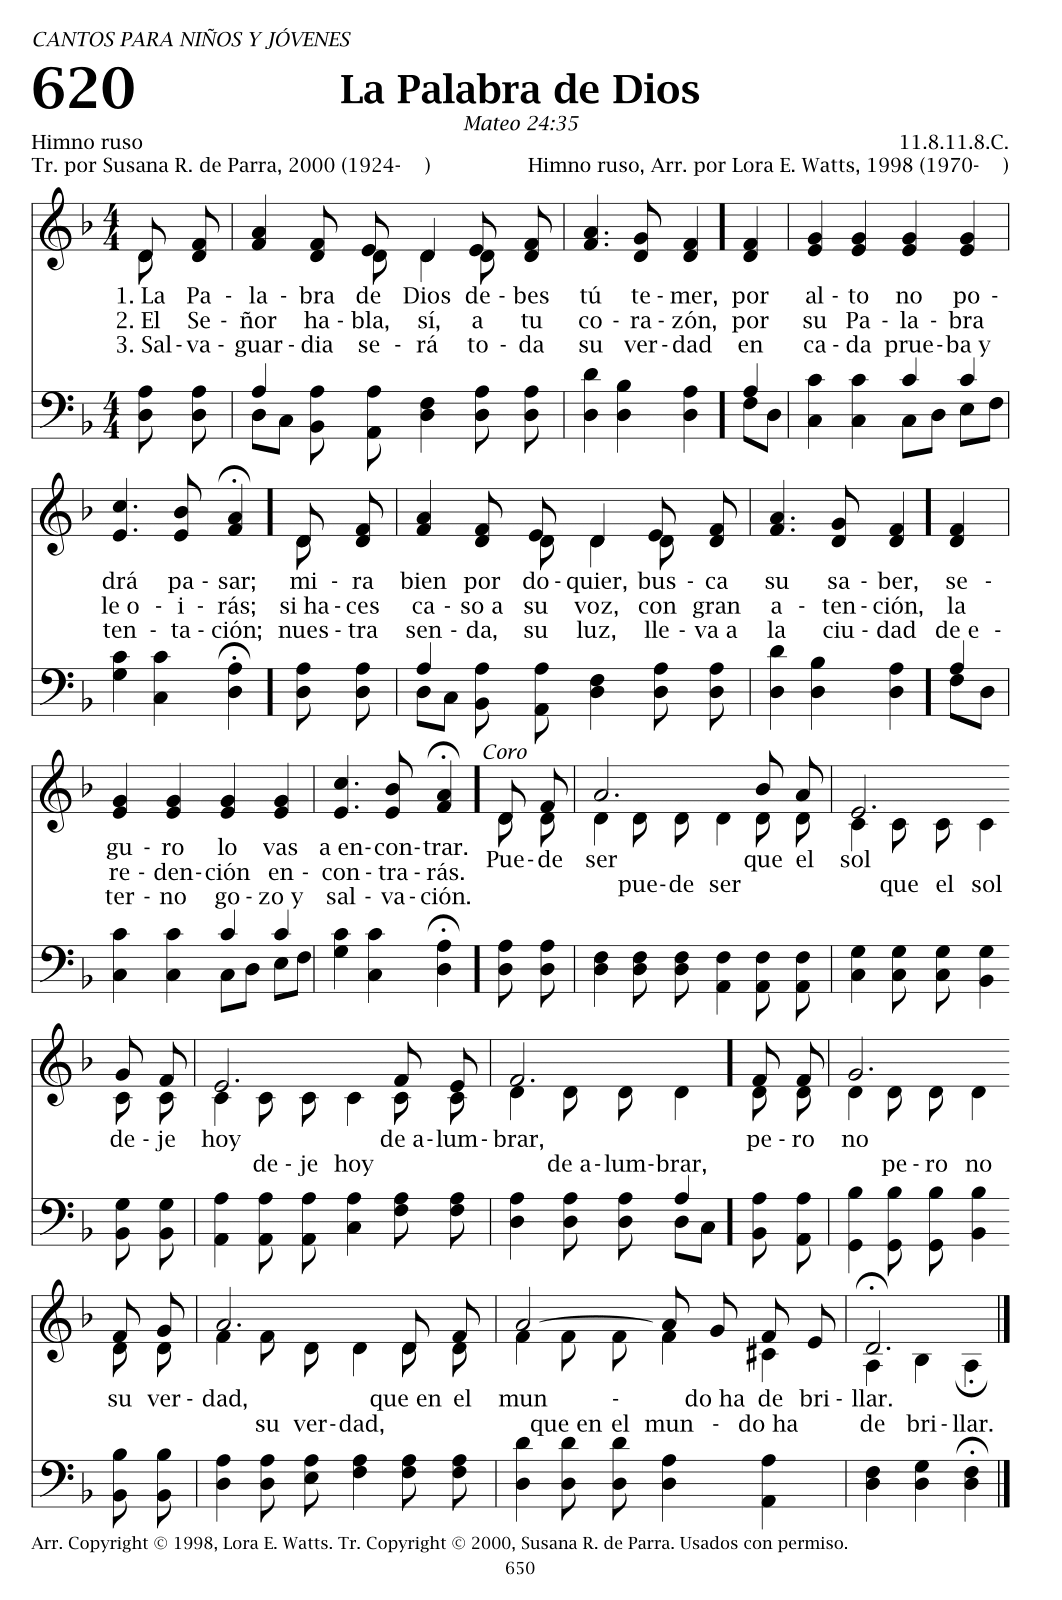 CANTOS PARA NIÑOS Y JÓVENES
620
La Palabra de Dios
Mateo 24:35
Himno ruso
11.8.11.8.C.
Tr. por Susana R. de Parra, 2000 (1924- )
Himno ruso, Arr. por Lora E. Watts, 1998 (1970- )
1. La Pa - la - bra de Dios de - bes tú te - mer, por al - to no po -
2. El Se - ñor ha - bla, sí, a tu co - ra - zón, por su Pa - la - bra
3. Sal - va - guar - dia se - rá to - da su ver - dad en ca - da prue - ba y
drá pa - sar; mi - ra bien por do - quier, bus - ca su sa - ber, se -
le o - i - rás; si ha - ces ca - so a su voz, con gran a - ten - ción, la
ten - ta - ción; nues - tra sen - da, su luz, lle - va a la ciu - dad de e -
Coro
gu - ro lo vas a en - con - trar. Pue - de ser que el sol
re - den - ción en - con - tra - rás. pue - de ser que el sol
ter - no go - zo y sal - va - ción.
de - je hoy de a - lum - brar, pe - ro no
de - je hoy de a - lum - brar, pe - ro no
su ver - dad, que en el mun - do ha de bri - llar.
su ver - dad, que en el mun - do ha de bri - llar.
Arr. Copyright © 1998, Lora E. Watts. Tr. Copyright © 2000, Susana R. de Parra. Usados con permiso.
650